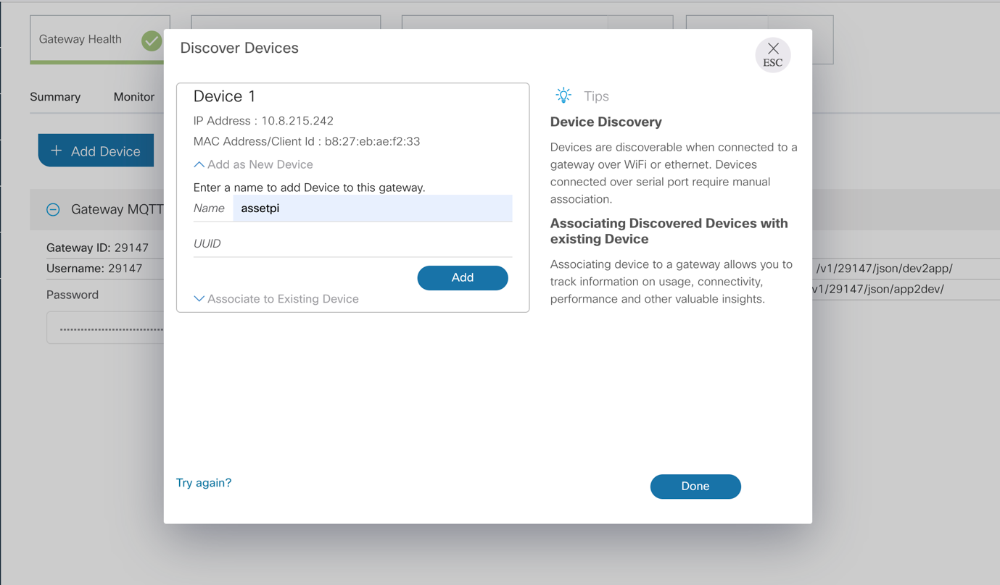 Gateway Health
Discover Devices
ESC
Summary
Monitor
+ Add Device
Gateway MQTT
Gateway ID: 29147
Username: 29147
Password
Device 1
IP Address : 10.8.215.242
MAC Address/Client Id : b8:27:eb:ae:f2:33
Add as New Device
Enter a name to add Device to this gateway.
Name assetpi
UUID
Add
Associate to Existing Device
Tips
Device Discovery
Devices are discoverable when connected to a
gateway over WiFi or ethernet. Devices
connected over serial port require manual
association.
Associating Discovered Devices with
existing Device
Associating device to a gateway allows you to
track information on usage, connectivity,
performance and other valuable insights.
/v1/29147/json/dev2app/
v1/29147/json/app2dev/
Try again?
Done